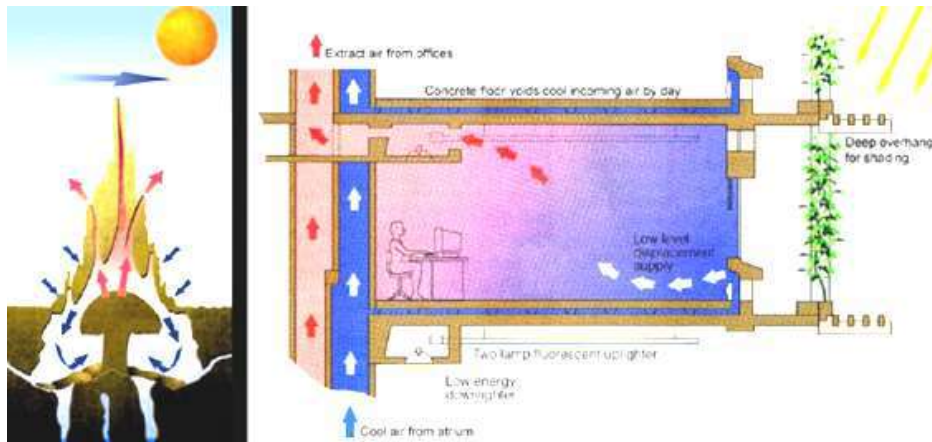 Extract air from offices
Concrete floor voids cool incoming air by day
Deep overhang
for shading
Low level
displacement
supply
Two lamp fluorescent uplighter
Low energy
downlighter
Cool air from atrium